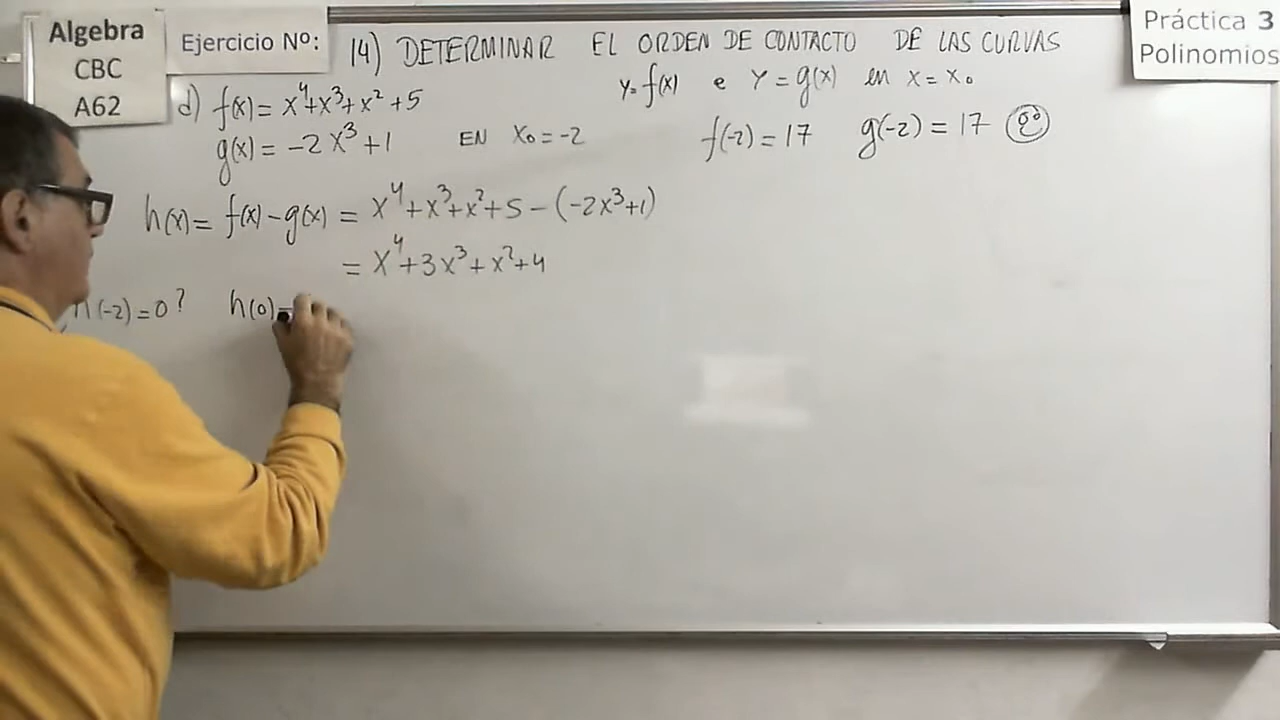 Algebra
CBC
A62
Ejercicio Nº:
Práctica 3
Polinomios
14) DETERMINAR EL ORDEN DE CONTACTO DE LAS CURVAS
y=f(x) e y=g(x) en x=x₀
d) f(x)= x⁴+x³+x²+5
g(x)= -2x³+1 EN x₀=-2 f(-2)=17 g(-2)=17
h(x)= f(x)-g(x) = x⁴+x³+x²+5-(-2x³+1)
= x⁴+3x³+x²+4
h(-2)=0? h(0)=